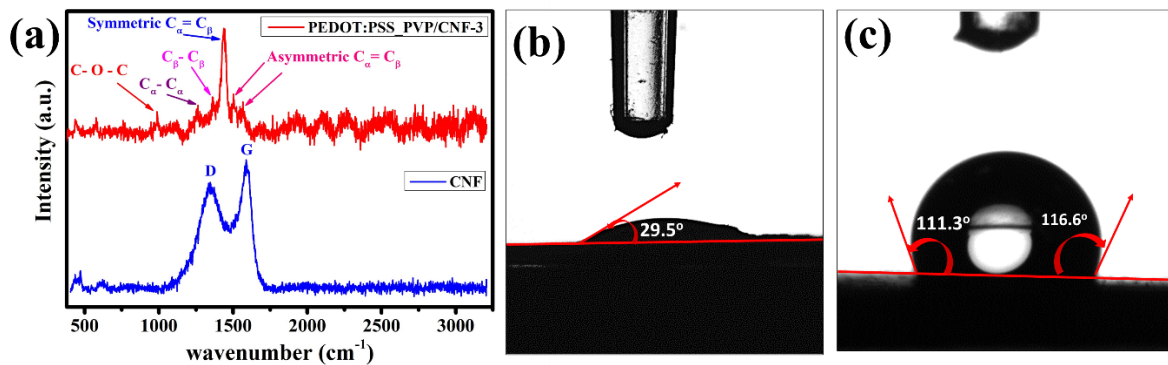 (a)
Symmetric Cα = Cβ
PEDOT:PSS_PVP/CNF-3
Cβ- Cβ
Asymmetric Cα= Cβ
C- O - C
Cα- Cα
Intensity (a.u.)
D
G
CNF
500 1000 1500 2000 2500 3000
wavenumber (cm⁻¹)
(b)
29.5°
(c)
111.3°
116.6°